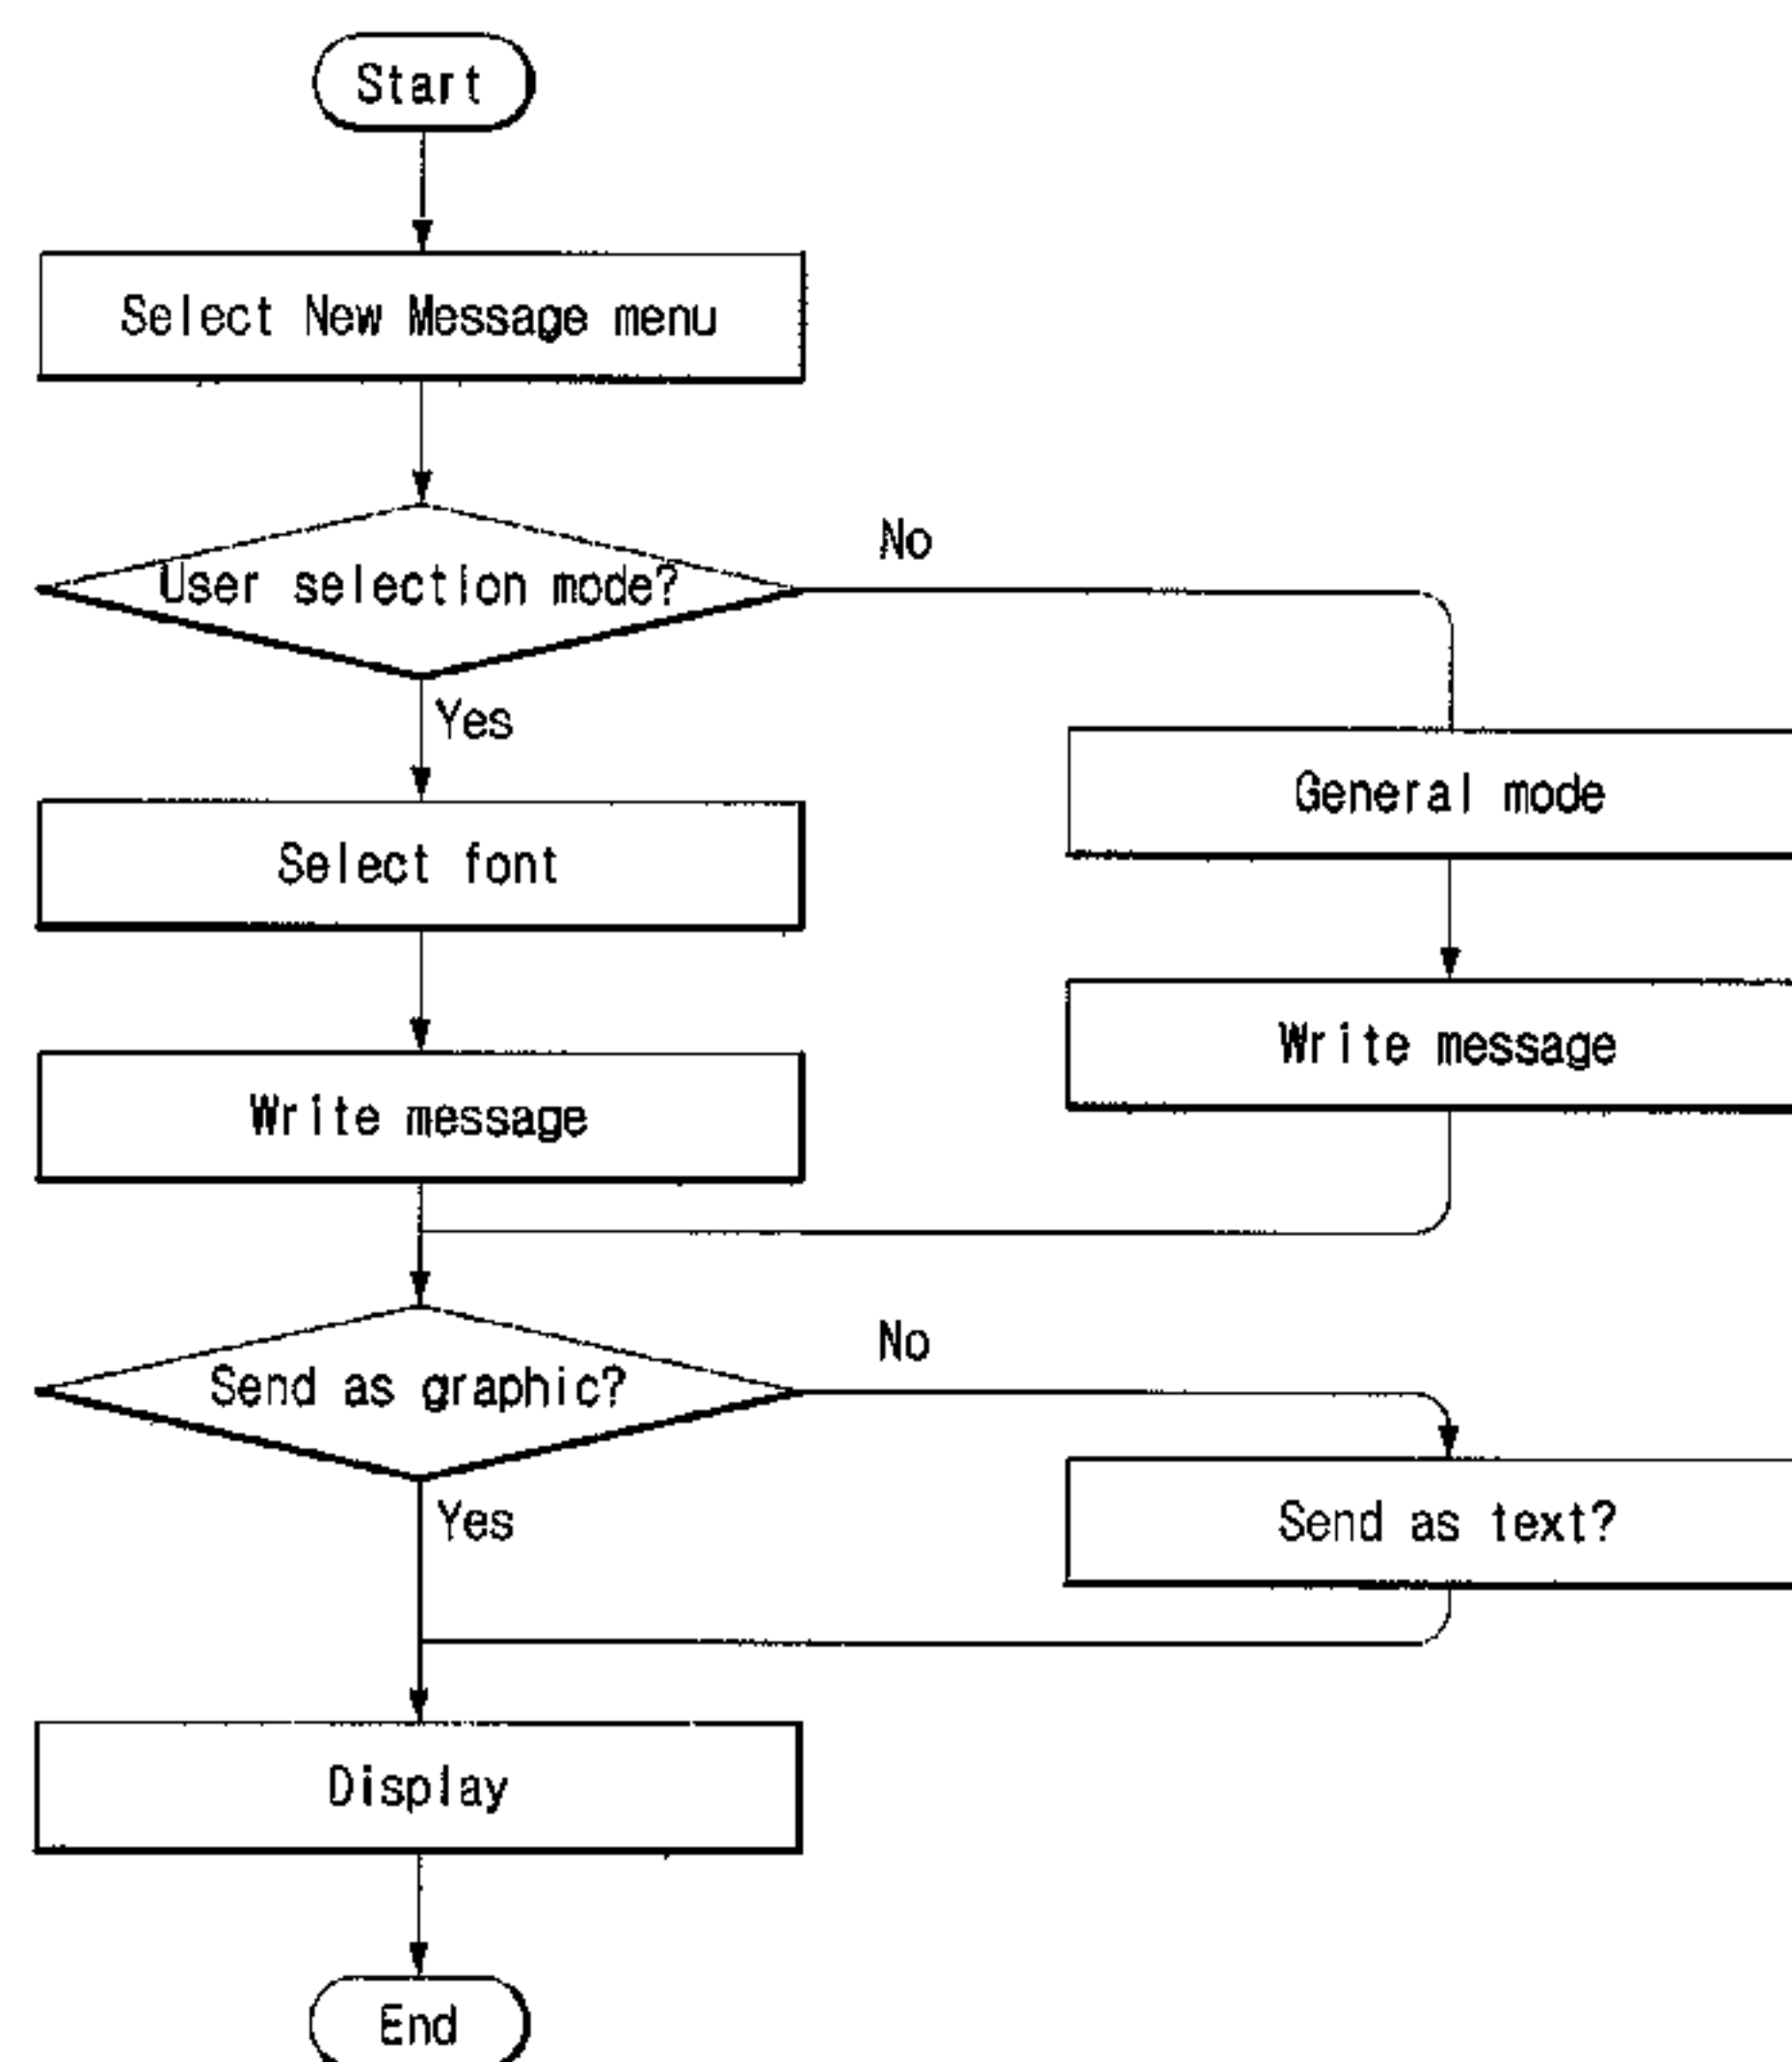 Start
Select New Message menu
User selection mode?
No
Yes
General mode
Select font
Write message
Write message
Send as graphic?
No
Yes
Send as text?
Display
End